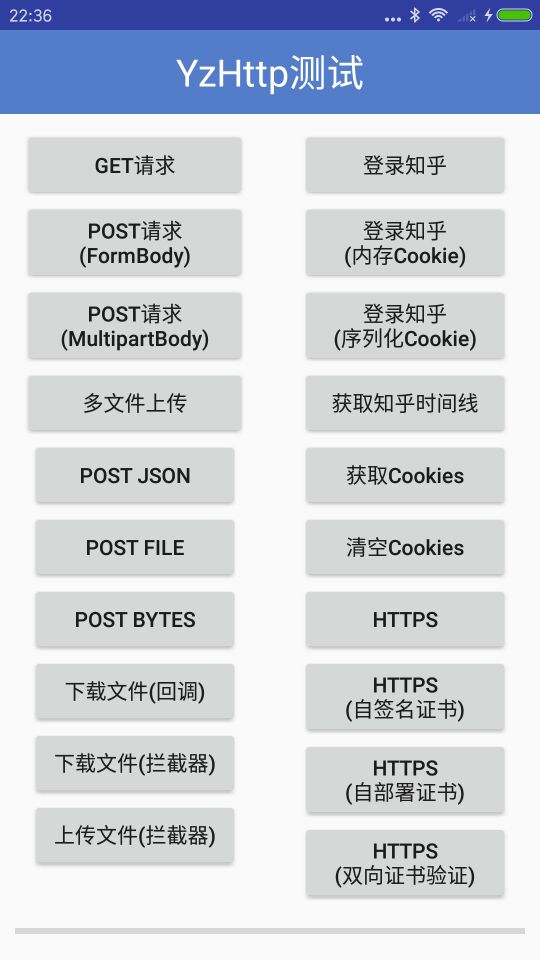 22:36
YzHttp测试
GET请求
POST请求
(FormBody)
POST请求
(MultipartBody)
多文件上传
POST JSON
POST FILE
POST BYTES
下载文件(回调)
下载文件(拦截器)
上传文件(拦截器)
登录知乎
登录知乎
(内存Cookie)
登录知乎
(序列化Cookie)
获取知乎时间线
获取Cookies
清空Cookies
HTTPS
HTTPS
(自签名证书)
HTTPS
(自部署证书)
HTTPS
(双向证书验证)